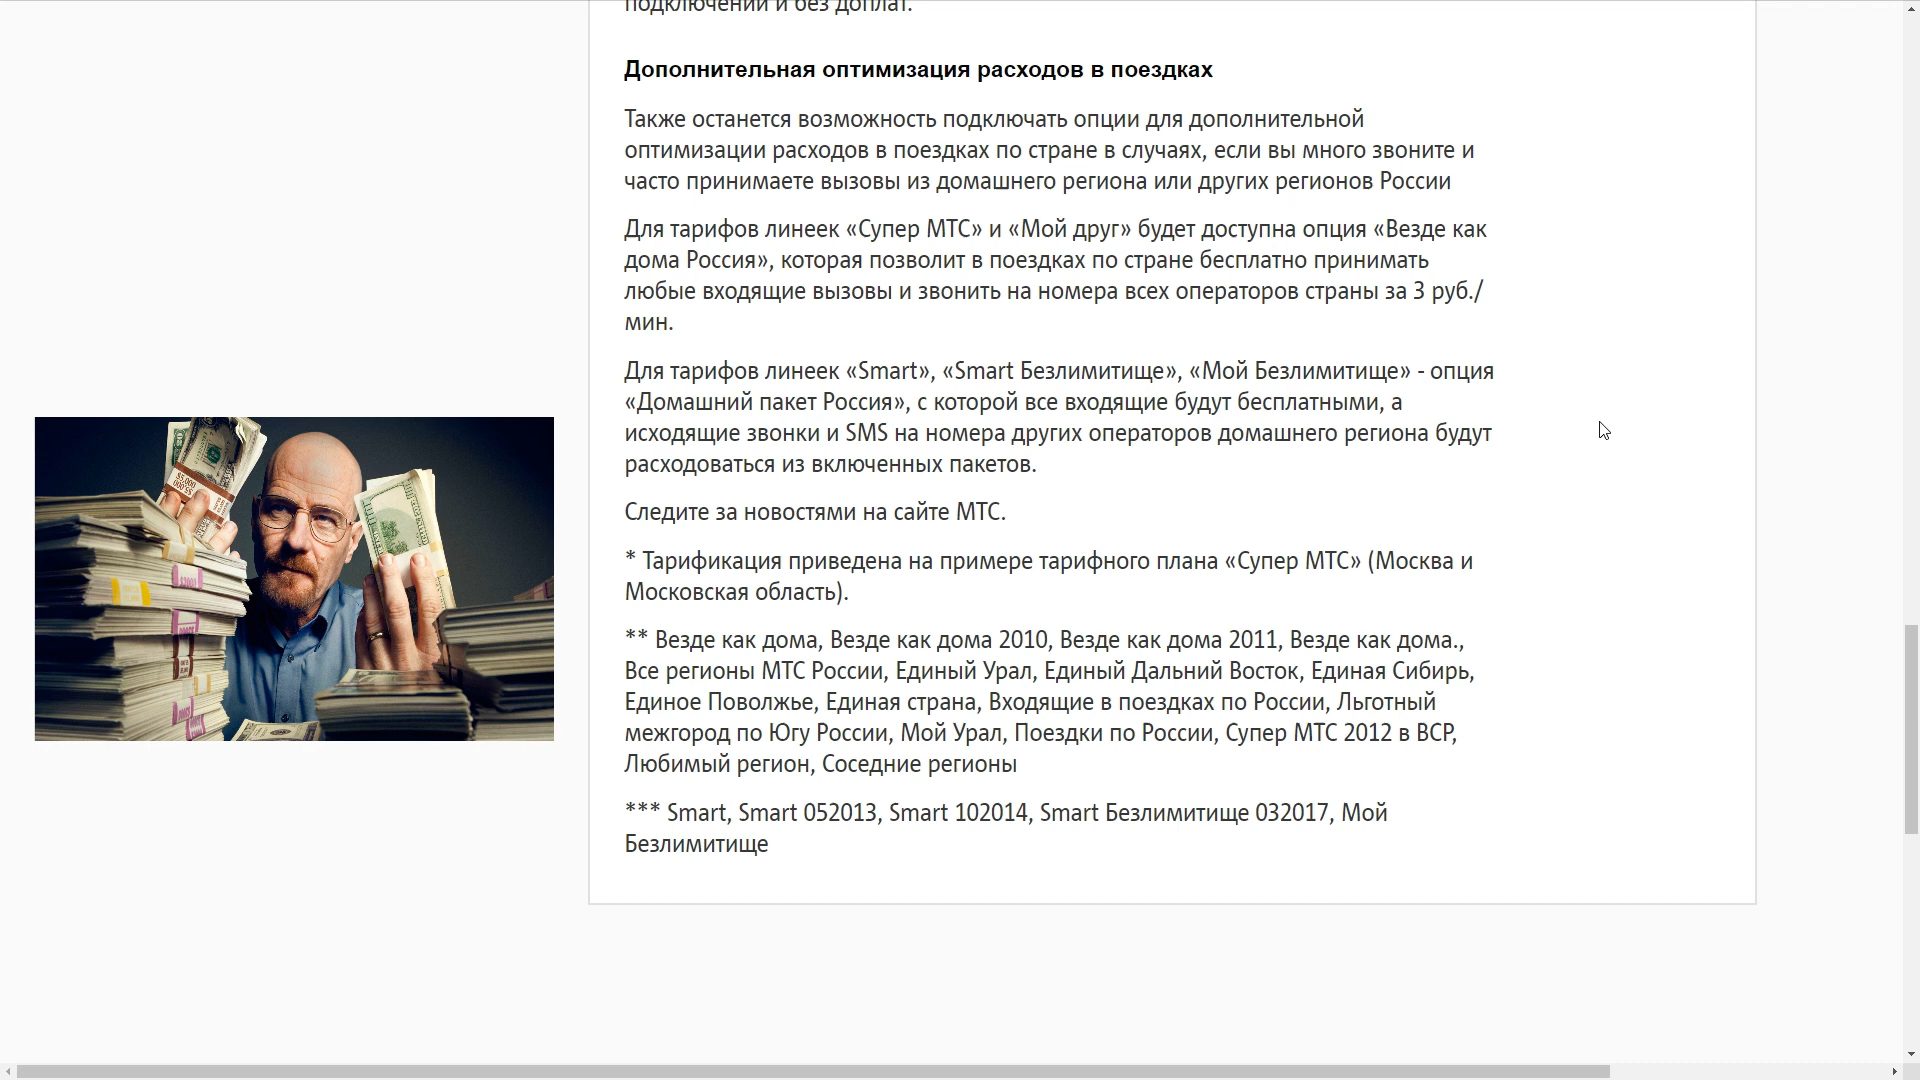 подключений и без доплат.
Дополнительная оптимизация расходов в поездках
Также останется возможность подключать опции для дополнительной
оптимизации расходов в поездках по стране в случаях, если вы много звоните и
часто принимаете вызовы из домашнего региона или других регионов России
Для тарифов линеек «Супер МТС» и «Мой друг» будет доступна опция «Везде как
дома Россия», которая позволит в поездках по стране бесплатно принимать
любые входящие вызовы и звонить на номера всех операторов страны за 3 руб./
мин.
Для тарифов линеек «Smart», «Smart Безлимитище», «Мой Безлимитище» - опция
«Домашний пакет Россия», с которой все входящие будут бесплатными, а
исходящие звонки и SMS на номера других операторов домашнего региона будут
расходоваться из включенных пакетов.
Следите за новостями на сайте МТС.
* Тарификация приведена на примере тарифного плана «Супер МТС» (Москва и
Московская область).
** Везде как дома, Везде как дома 2010, Везде как дома 2011, Везде как дома.,
Все регионы МТС России, Единый Урал, Единый Дальний Восток, Единая Сибирь,
Единое Поволжье, Единая страна, Входящие в поездках по России, Льготный
межгород по Югу России, Мой Урал, Поездки по России, Супер МТС 2012 в ВСР,
Любимый регион, Соседние регионы
*** Smart, Smart 052013, Smart 102014, Smart Безлимитище 032017, Мой
Безлимитище